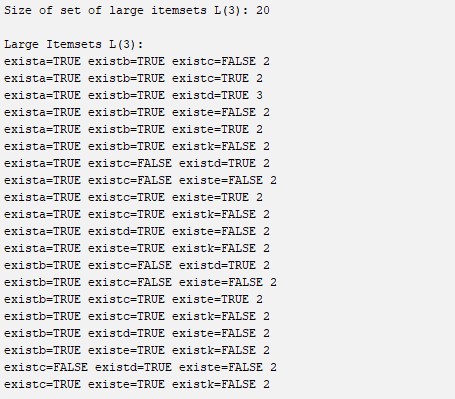 Size of set of large itemsets L(3): 20
Large Itemsets L(3):
exista=TRUE existb=TRUE existc=FALSE 2
exista=TRUE existb=TRUE existc=TRUE 2
exista=TRUE existb=TRUE existd=TRUE 3
exista=TRUE existb=TRUE existe=FALSE 2
exista=TRUE existb=TRUE existe=TRUE 2
exista=TRUE existb=TRUE existk=FALSE 2
exista=TRUE existc=FALSE existd=TRUE 2
exista=TRUE existc=FALSE existe=FALSE 2
exista=TRUE existc=TRUE existe=TRUE 2
exista=TRUE existc=TRUE existk=FALSE 2
exista=TRUE existd=TRUE existe=FALSE 2
exista=TRUE existe=TRUE existk=FALSE 2
existb=TRUE existc=FALSE existd=TRUE 2
existb=TRUE existc=FALSE existe=FALSE 2
existb=TRUE existc=TRUE existe=TRUE 2
existb=TRUE existc=TRUE existk=FALSE 2
existb=TRUE existd=TRUE existe=FALSE 2
existb=TRUE existe=TRUE existk=FALSE 2
existc=FALSE existd=TRUE existe=FALSE 2
existc=TRUE existe=TRUE existk=FALSE 2